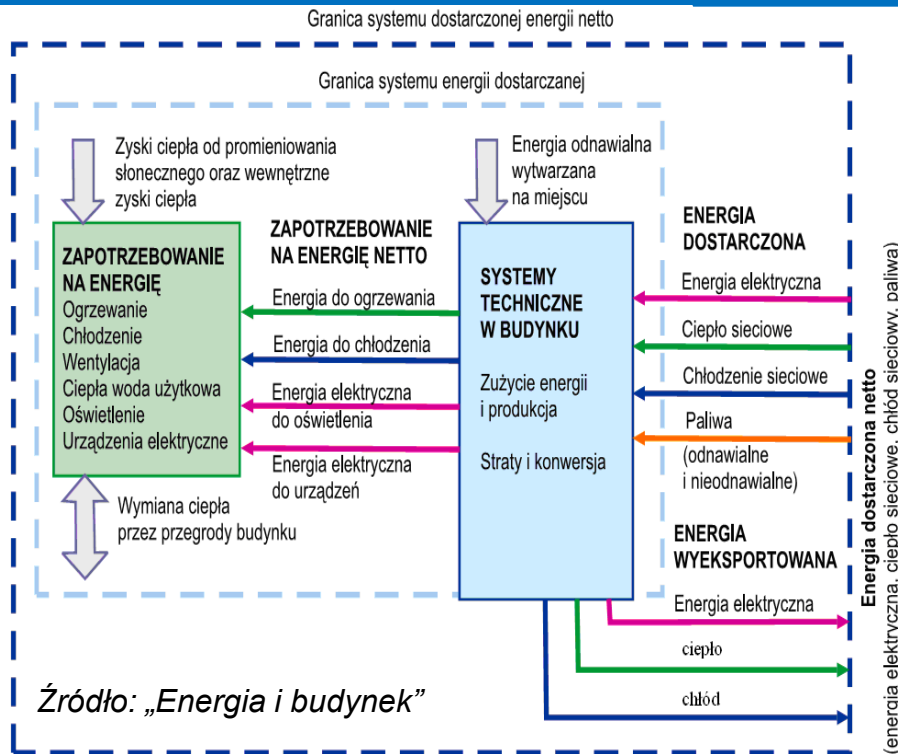 Granica systemu dostarczonej energii netto
Granica systemu energii dostarczanej
Zyski ciepła od promieniowania
słonecznego oraz wewnętrzne
zyski ciepła
Energia odnawialna
wytwarzana
na miejscu
ZAPOTRZEBOWANIE
NA ENERGIĘ
Ogrzewanie
Chłodzenie
Wentylacja
Ciepła woda użytkowa
Oświetlenie
Urządzenia elektryczne
ZAPOTRZEBOWANIE
NA ENERGIĘ NETTO
Energia do ogrzewania
Energia do chłodzenia
Energia elektryczna
do oświetlenia
Energia elektryczna
do urządzeń
SYSTEMY
TECHNICZNE
W BUDYNKU
Zużycie energii
i produkcja
Straty i konwersja
ENERGIA
DOSTARCZONA
Energia elektryczna
Ciepło sieciowe
Chłodzenie sieciowe
Paliwa
(odnawialne
i nieodnawialne)
Wymiana ciepła
przez przegrody budynku
ENERGIA
WYEKSPORTOWANA
Energia elektryczna
ciepło
chłód
Energia dostarczona netto
(energia elektryczna, ciepło sieciowe, chłód sieciowy, paliwa)
Źródło: „Energia i budynek”